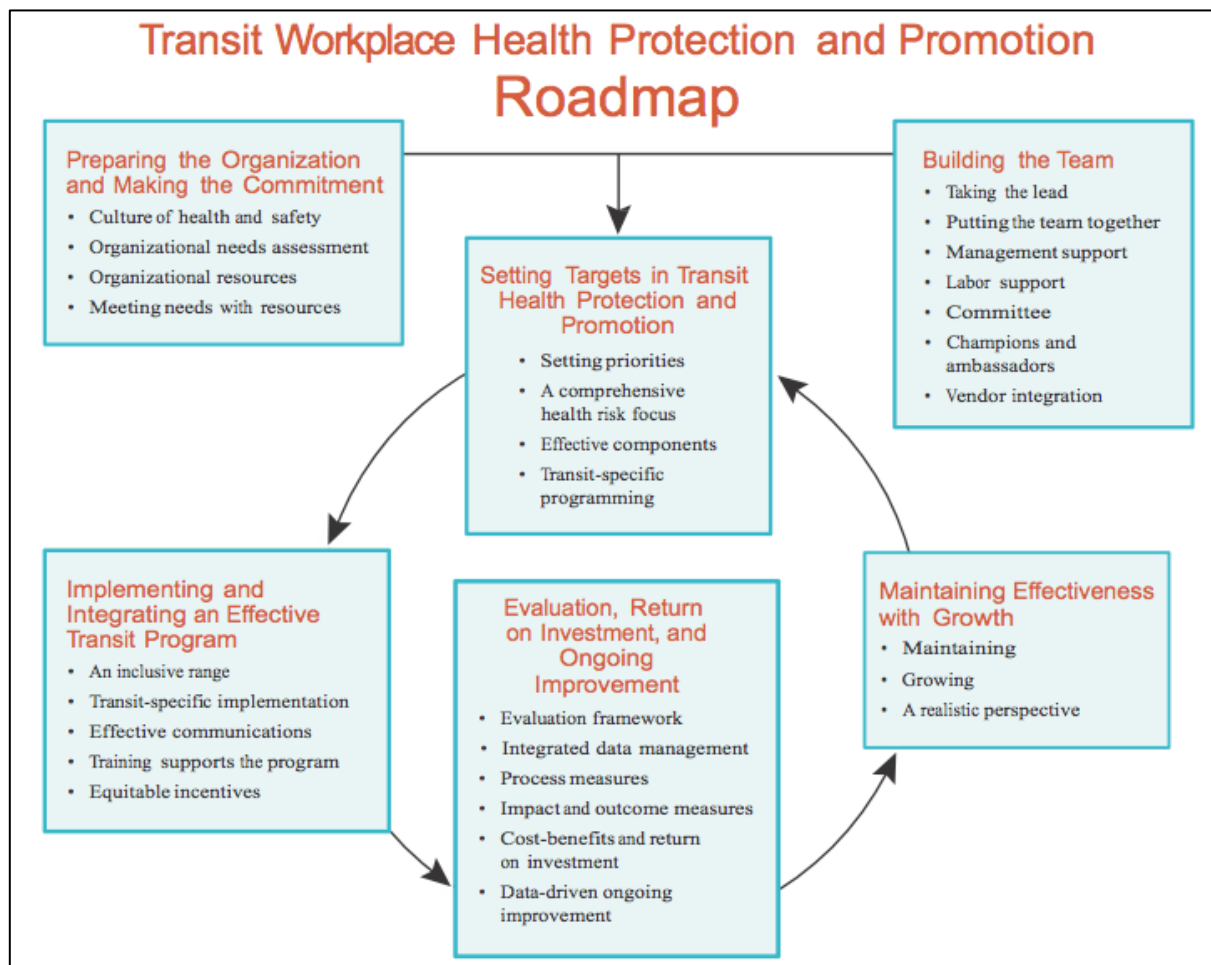 Transit Workplace Health Protection and Promotion
Roadmap
Preparing the Organization
and Making the Commitment
• Culture of health and safety
• Organizational needs assessment
• Organizational resources
• Meeting needs with resources
Building the Team
• Taking the lead
• Putting the team together
• Management support
• Labor support
• Committee
• Champions and
ambassadors
• Vendor integration
Setting Targets in Transit
Health Protection and
Promotion
• Setting priorities
• A comprehensive
health risk focus
• Effective components
• Transit-specific
programming
Implementing and
Integrating an Effective
Transit Program
• An inclusive range
• Transit-specific implementation
• Effective communications
• Training supports the program
• Equitable incentives
Evaluation, Return
on Investment, and
Ongoing
Improvement
• Evaluation framework
• Integrated data management
• Process measures
• Impact and outcome measures
• Cost-benefits and return
on investment
• Data-driven ongoing
improvement
Maintaining Effectiveness
with Growth
• Maintaining
• Growing
• A realistic perspective